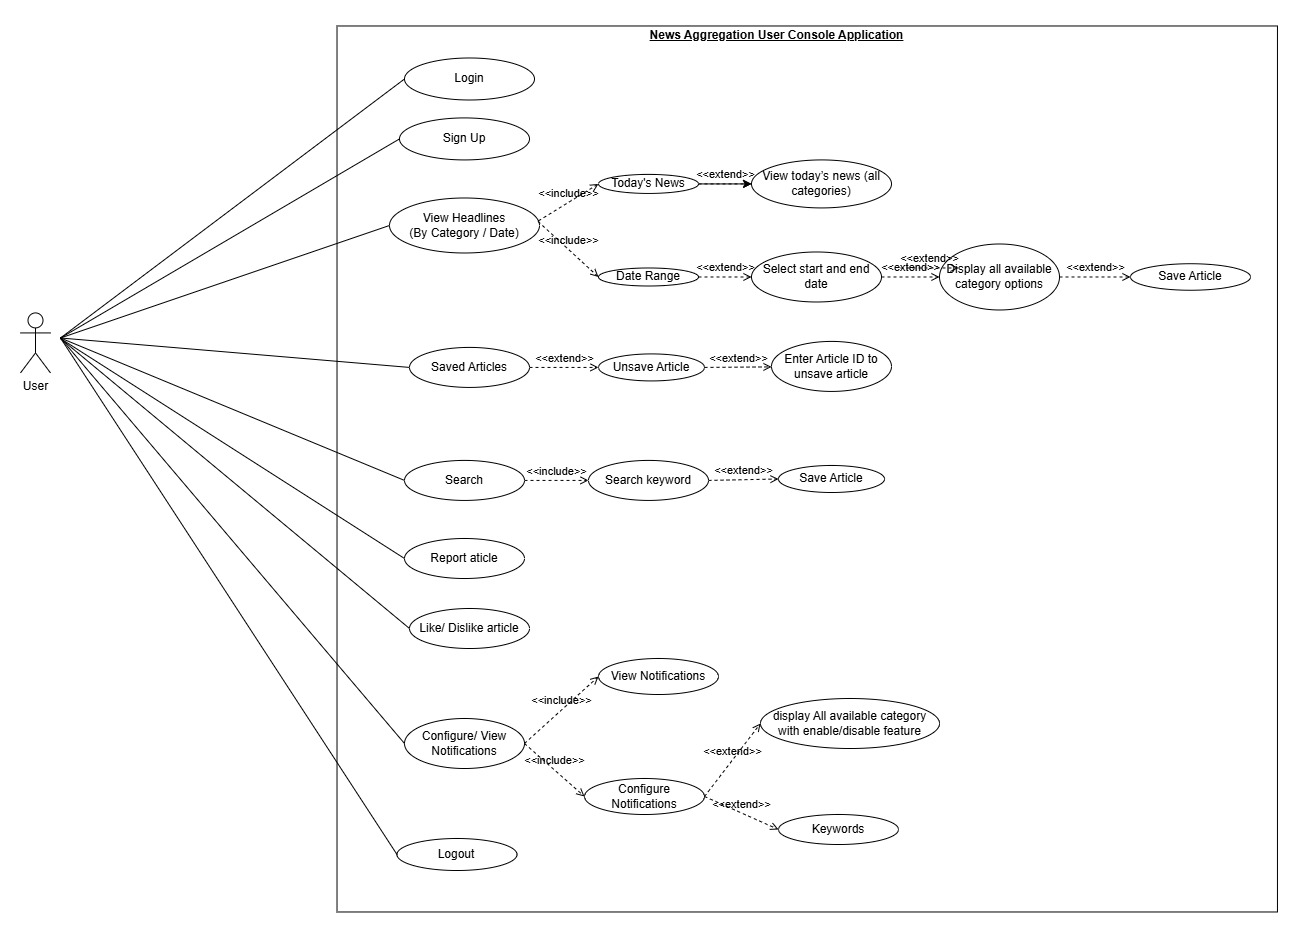 News Aggregation User Console Application
Login
Sign Up
View Headlines
(By Category / Date)
<<include>>
<<include>>
Today's News
<<extend>>
View today's news (all
categories)
Date Range
<<extend>>
Select start and end
date
<<extend>>
<<extend>>
Display all available
category options
<<extend>>
Save Article
User
Saved Articles
<<extend>>
Unsave Article
<<extend>>
Enter Article ID to
unsave article
Search
<<include>>
Search keyword
<<extend>>
Save Article
Report aticle
Like/ Dislike article
Configure/ View
Notifications
<<include>>
<<include>>
View Notifications
Configure
Notifications
<<extend>>
<<extend>>
display All available category
with enable/disable feature
Keywords
Logout